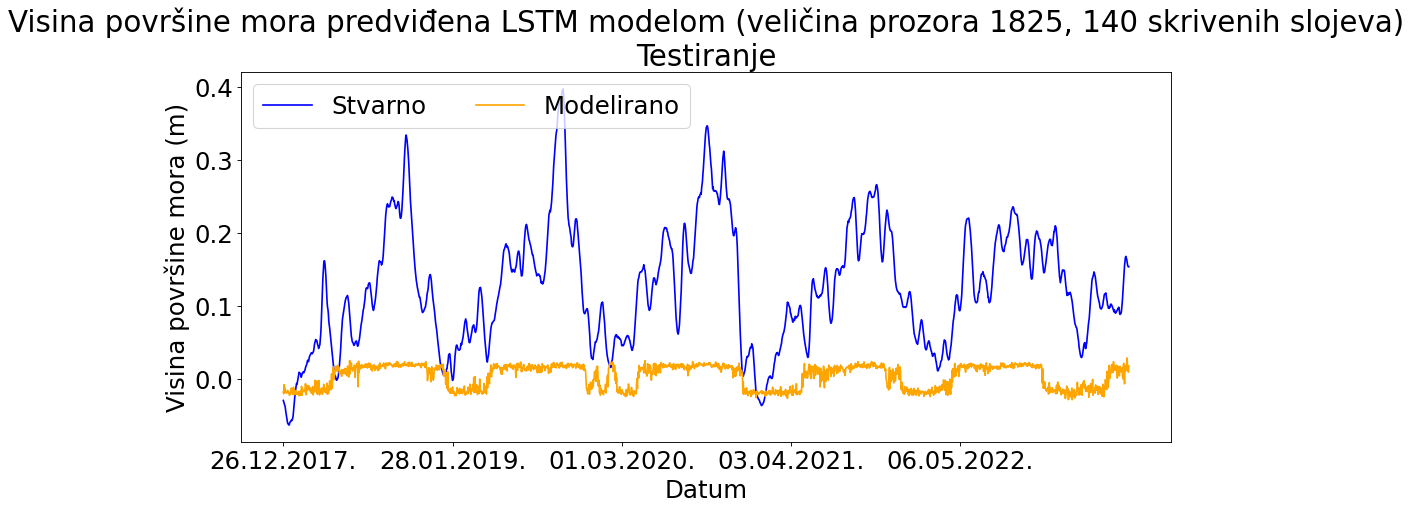 Visina površine mora predviđena LSTM modelom (veličina prozora 1825, 140 skrivenih slojeva)
Testiranje
Stvarno Modelirano
Visina površine mora (m)
0.4
0.3
0.2
0.1
0.0
26.12.2017. 28.01.2019. 01.03.2020. 03.04.2021. 06.05.2022.
Datum